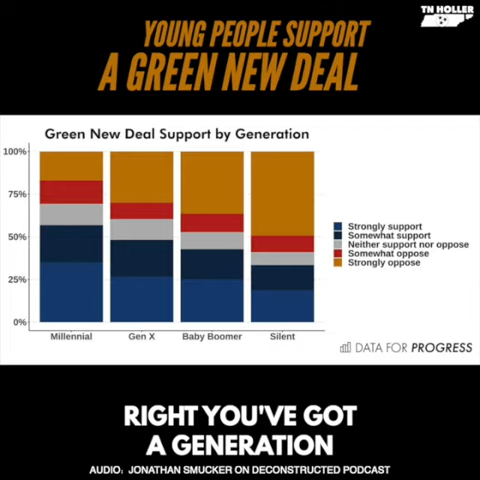 TN HOLLER
YOUNG PEOPLE SUPPORT
A GREEN NEW DEAL
Green New Deal Support by Generation
100%
75%
50%
25%
0%
Millennial
Gen X
Baby Boomer
Silent
Strongly support
Somewhat support
Neither support nor oppose
Somewhat oppose
Strongly oppose
DATA FOR PROGRESS
RIGHT YOU'VE GOT
A GENERATION
AUDIO: JONATHAN SMUCKER ON DECONSTRUCTED PODCAST